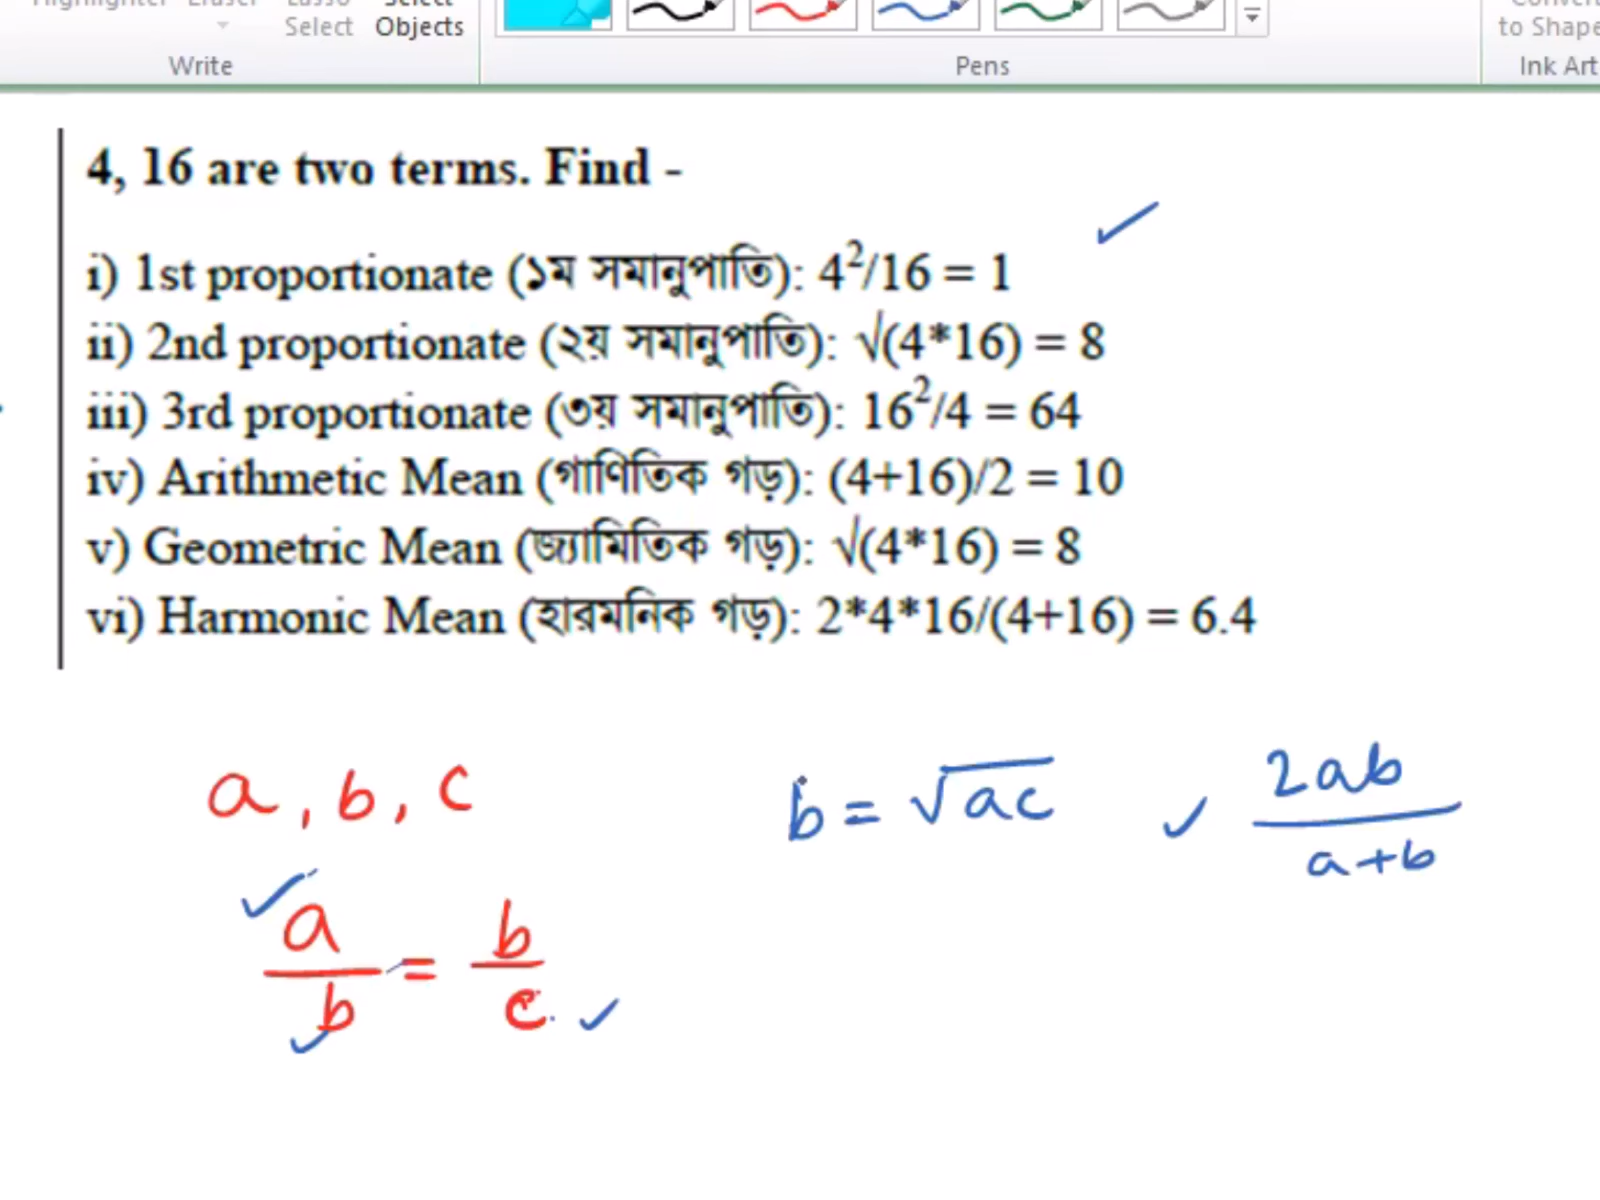 Eraser
Select
Select Objects
to Shape
Write
Pens
Ink Art
4, 16 are two terms. Find -
i) 1st proportionate (১ম সমানুপাতি): 4²/16 = 1
ii) 2nd proportionate (২য় সমানুপাতি): √(4*16) = 8
iii) 3rd proportionate (৩য় সমানুপাতি): 16²/4 = 64
iv) Arithmetic Mean (গাণিতিক গড়): (4+16)/2 = 10
v) Geometric Mean (জ্যামিতিক গড়): √(4*16) = 8
vi) Harmonic Mean (হারমনিক গড়): 2*4*16/(4+16) = 6.4
a, b, c
b = √ac
2ab
a+b
a
b
=
b
c